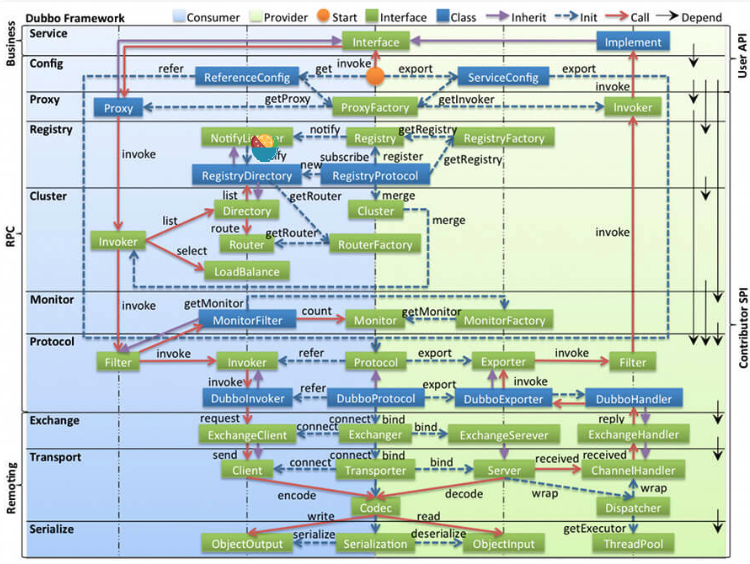 Dubbo Framework Consumer Provider Start Interface Class Inherit Init Call Depend
Business
Service
Interface
Implement
User API
Config
refer
ReferenceConfig
get
invoke
export
ServiceConfig
export
Proxy
Proxy
getProxy
ProxyFactory
getInvoker
invoke
Invoker
RPC
Registry
invoke
notify
Registry
getRegistry
RegistryFactory
subscribe
register
getRegistry
RegistryDirectory
new
RegistryProtocol
Cluster
list
getRouter
merge
list
Directory
Cluster
merge
Invoker
route
Router
getRouter
RouterFactory
invoke
select
LoadBalance
Contributor SPI
Monitor
invoke
getMonitor
MonitorFilter
count
Monitor
getMonitor
MonitorFactory
Protocol
Filter
invoke
Invoker
refer
Protocol
export
Exporter
invoke
Filter
invoke
invoke
DubboInvoker
refer
DubboProtocol
export
DubboExporter
DubboHandler
Remoting
Exchange
request
connect
bind
reply
ExchangeClient
connect
Exchanger
bind
ExchangeSerever
ExchangeHandler
Transport
send
connect
bind
received
received
Client
connect
Transporter
bind
Server
ChannelHandler
encode
decode
wrap
wrap
Codec
Dispatcher
Serialize
write
read
getExecutor
ObjectOutput
serialize
Serialization
deserialize
ObjectInput
ThreadPool